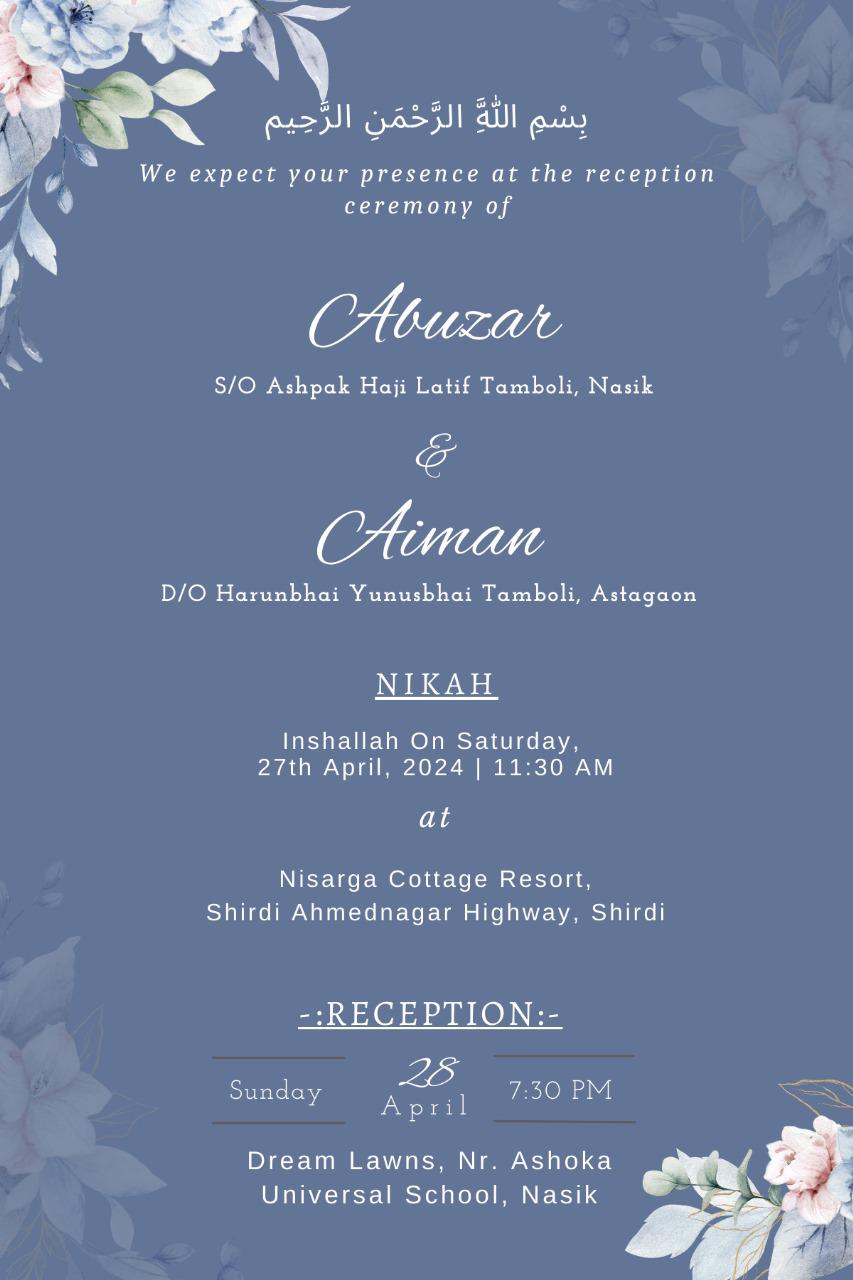 بِسْمِ اللهَِّ الرَّحْمَنِ الرَّحِيم
We expect your presence at the reception
ceremony of
Abuzar
S/O Ashpak Haji Latif Tamboli, Nasik
&
Aiman
D/O Harunbhai Yunusbhai Tamboli, Astagaon
NIKAH
Inshallah On Saturday,
27th April, 2024 | 11:30 AM
at
Nisarga Cottage Resort,
Shirdi Ahmednagar Highway, Shirdi
-:RECEPTION:-
Sunday 28 April 7:30 PM
Dream Lawns, Nr. Ashoka
Universal School, Nasik